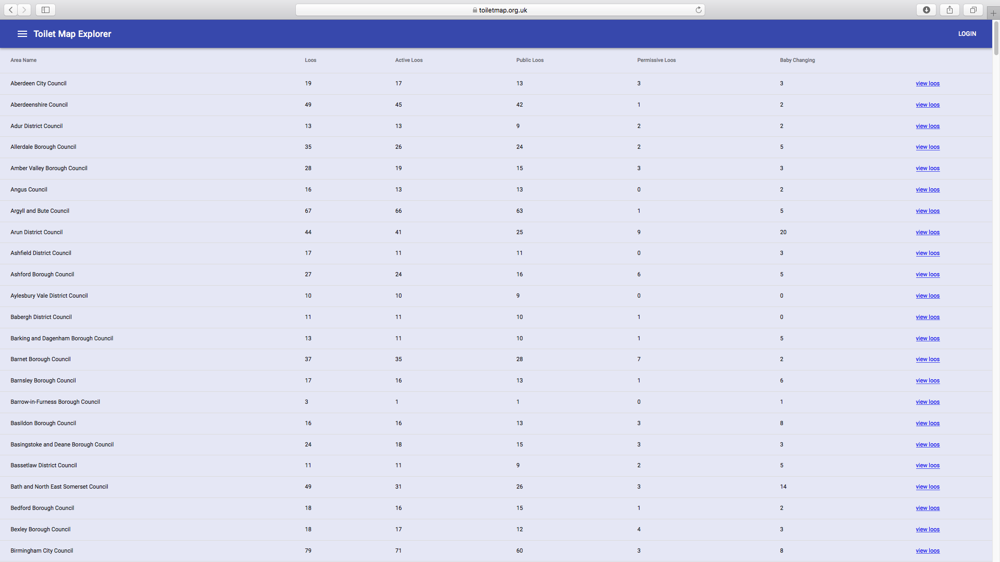 toiletmap.org.uk
Toilet Map Explorer LOGIN
Area Name Loos Active Loos Public Loos Permissive Loos Baby Changing
Aberdeen City Council 19 17 13 3 3 view loos
Aberdeenshire Council 49 45 42 1 2 view loos
Adur District Council 13 13 9 2 2 view loos
Allerdale Borough Council 35 26 24 2 5 view loos
Amber Valley Borough Council 28 19 15 3 3 view loos
Angus Council 16 13 13 0 2 view loos
Argyll and Bute Council 67 66 63 1 5 view loos
Arun District Council 44 41 25 9 20 view loos
Ashfield District Council 17 11 11 0 3 view loos
Ashford Borough Council 27 24 16 6 5 view loos
Aylesbury Vale District Council 10 10 9 0 0 view loos
Babergh District Council 11 11 10 1 0 view loos
Barking and Dagenham Borough Council 13 11 10 1 5 view loos
Barnet Borough Council 37 35 28 7 2 view loos
Barnsley Borough Council 17 16 13 1 6 view loos
Barrow-in-Furness Borough Council 3 1 1 0 1 view loos
Basildon Borough Council 16 16 13 3 8 view loos
Basingstoke and Deane Borough Council 24 18 15 3 3 view loos
Bassetlaw District Council 11 11 9 2 5 view loos
Bath and North East Somerset Council 49 31 26 3 14 view loos
Bedford Borough Council 18 16 15 1 2 view loos
Bexley Borough Council 18 17 12 4 3 view loos
Birmingham City Council 79 71 60 3 8 view loos